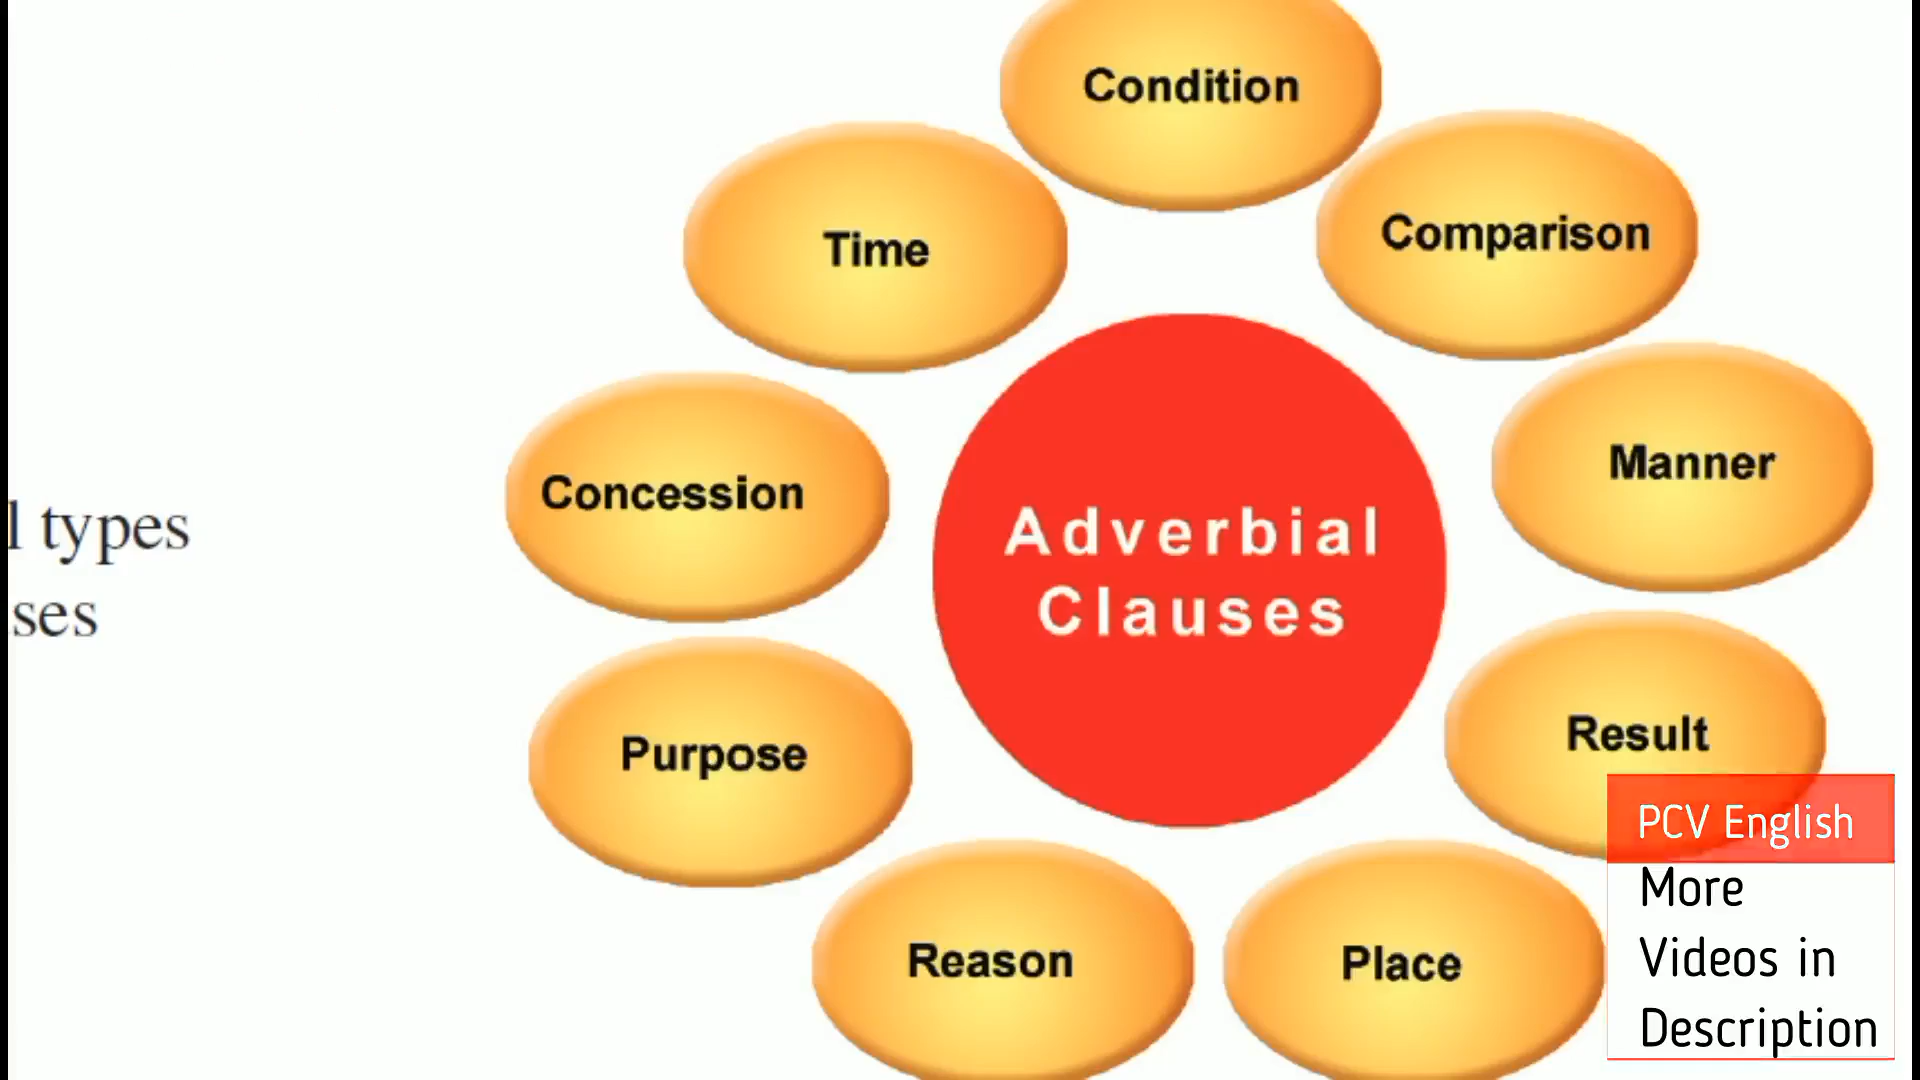 Condition
Comparison
Time
Manner
Concession
Adverbial
Clauses
l types
ses
Purpose
Result
Reason
Place
PCV English
More
Videos in
Description